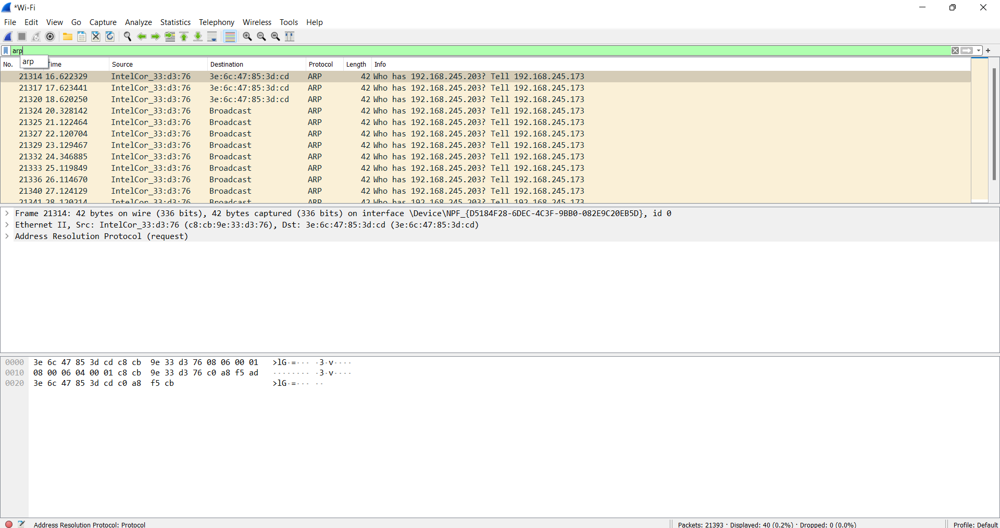 *Wi-Fi
File Edit View Go Capture Analyze Statistics Telephony Wireless Tools Help
arp
arp
No. Time Source Destination Protocol Length Info
21314 16.622329 IntelCor_33:d3:76 3e:6c:47:85:3d:cd ARP 42 Who has 192.168.245.203? Tell 192.168.245.173
21317 17.623441 IntelCor_33:d3:76 3e:6c:47:85:3d:cd ARP 42 Who has 192.168.245.203? Tell 192.168.245.173
21320 18.620250 IntelCor_33:d3:76 3e:6c:47:85:3d:cd ARP 42 Who has 192.168.245.203? Tell 192.168.245.173
21324 20.328142 IntelCor_33:d3:76 Broadcast ARP 42 Who has 192.168.245.203? Tell 192.168.245.173
21325 21.122464 IntelCor_33:d3:76 Broadcast ARP 42 Who has 192.168.245.203? Tell 192.168.245.173
21327 22.120704 IntelCor_33:d3:76 Broadcast ARP 42 Who has 192.168.245.203? Tell 192.168.245.173
21329 23.129467 IntelCor_33:d3:76 Broadcast ARP 42 Who has 192.168.245.203? Tell 192.168.245.173
21332 24.346885 IntelCor_33:d3:76 Broadcast ARP 42 Who has 192.168.245.203? Tell 192.168.245.173
21333 25.119849 IntelCor_33:d3:76 Broadcast ARP 42 Who has 192.168.245.203? Tell 192.168.245.173
21336 26.114670 IntelCor_33:d3:76 Broadcast ARP 42 Who has 192.168.245.203? Tell 192.168.245.173
21340 27.124129 IntelCor_33:d3:76 Broadcast ARP 42 Who has 192.168.245.203? Tell 192.168.245.173
21341 28.120214 IntelCor_33:d3:76 Broadcast ARP 42 Who has 192.168.245.203? Tell 192.168.245.173
Frame 21314: 42 bytes on wire (336 bits), 42 bytes captured (336 bits) on interface \Device\NPF_{D5184F28-6DEC-4C3F-9BB0-082E9C20EB5D}, id 0
Ethernet II, Src: IntelCor_33:d3:76 (c8:cb:9e:33:d3:76), Dst: 3e:6c:47:85:3d:cd (3e:6c:47:85:3d:cd)
Address Resolution Protocol (request)
0000 3e 6c 47 85 3d cd c8 cb 9e 33 d3 76 08 06 00 01 >lG·=··· ·3·v····
0010 08 00 06 04 00 01 c8 cb 9e 33 d3 76 c0 a8 f5 ad ········ ·3·v····
0020 3e 6c 47 85 3d cd c0 a8 f5 cb >lG·=··· ··
Address Resolution Protocol: Protocol
Packets: 21393 · Displayed: 40 (0.2%) · Dropped: 0 (0.0%)
Profile: Default